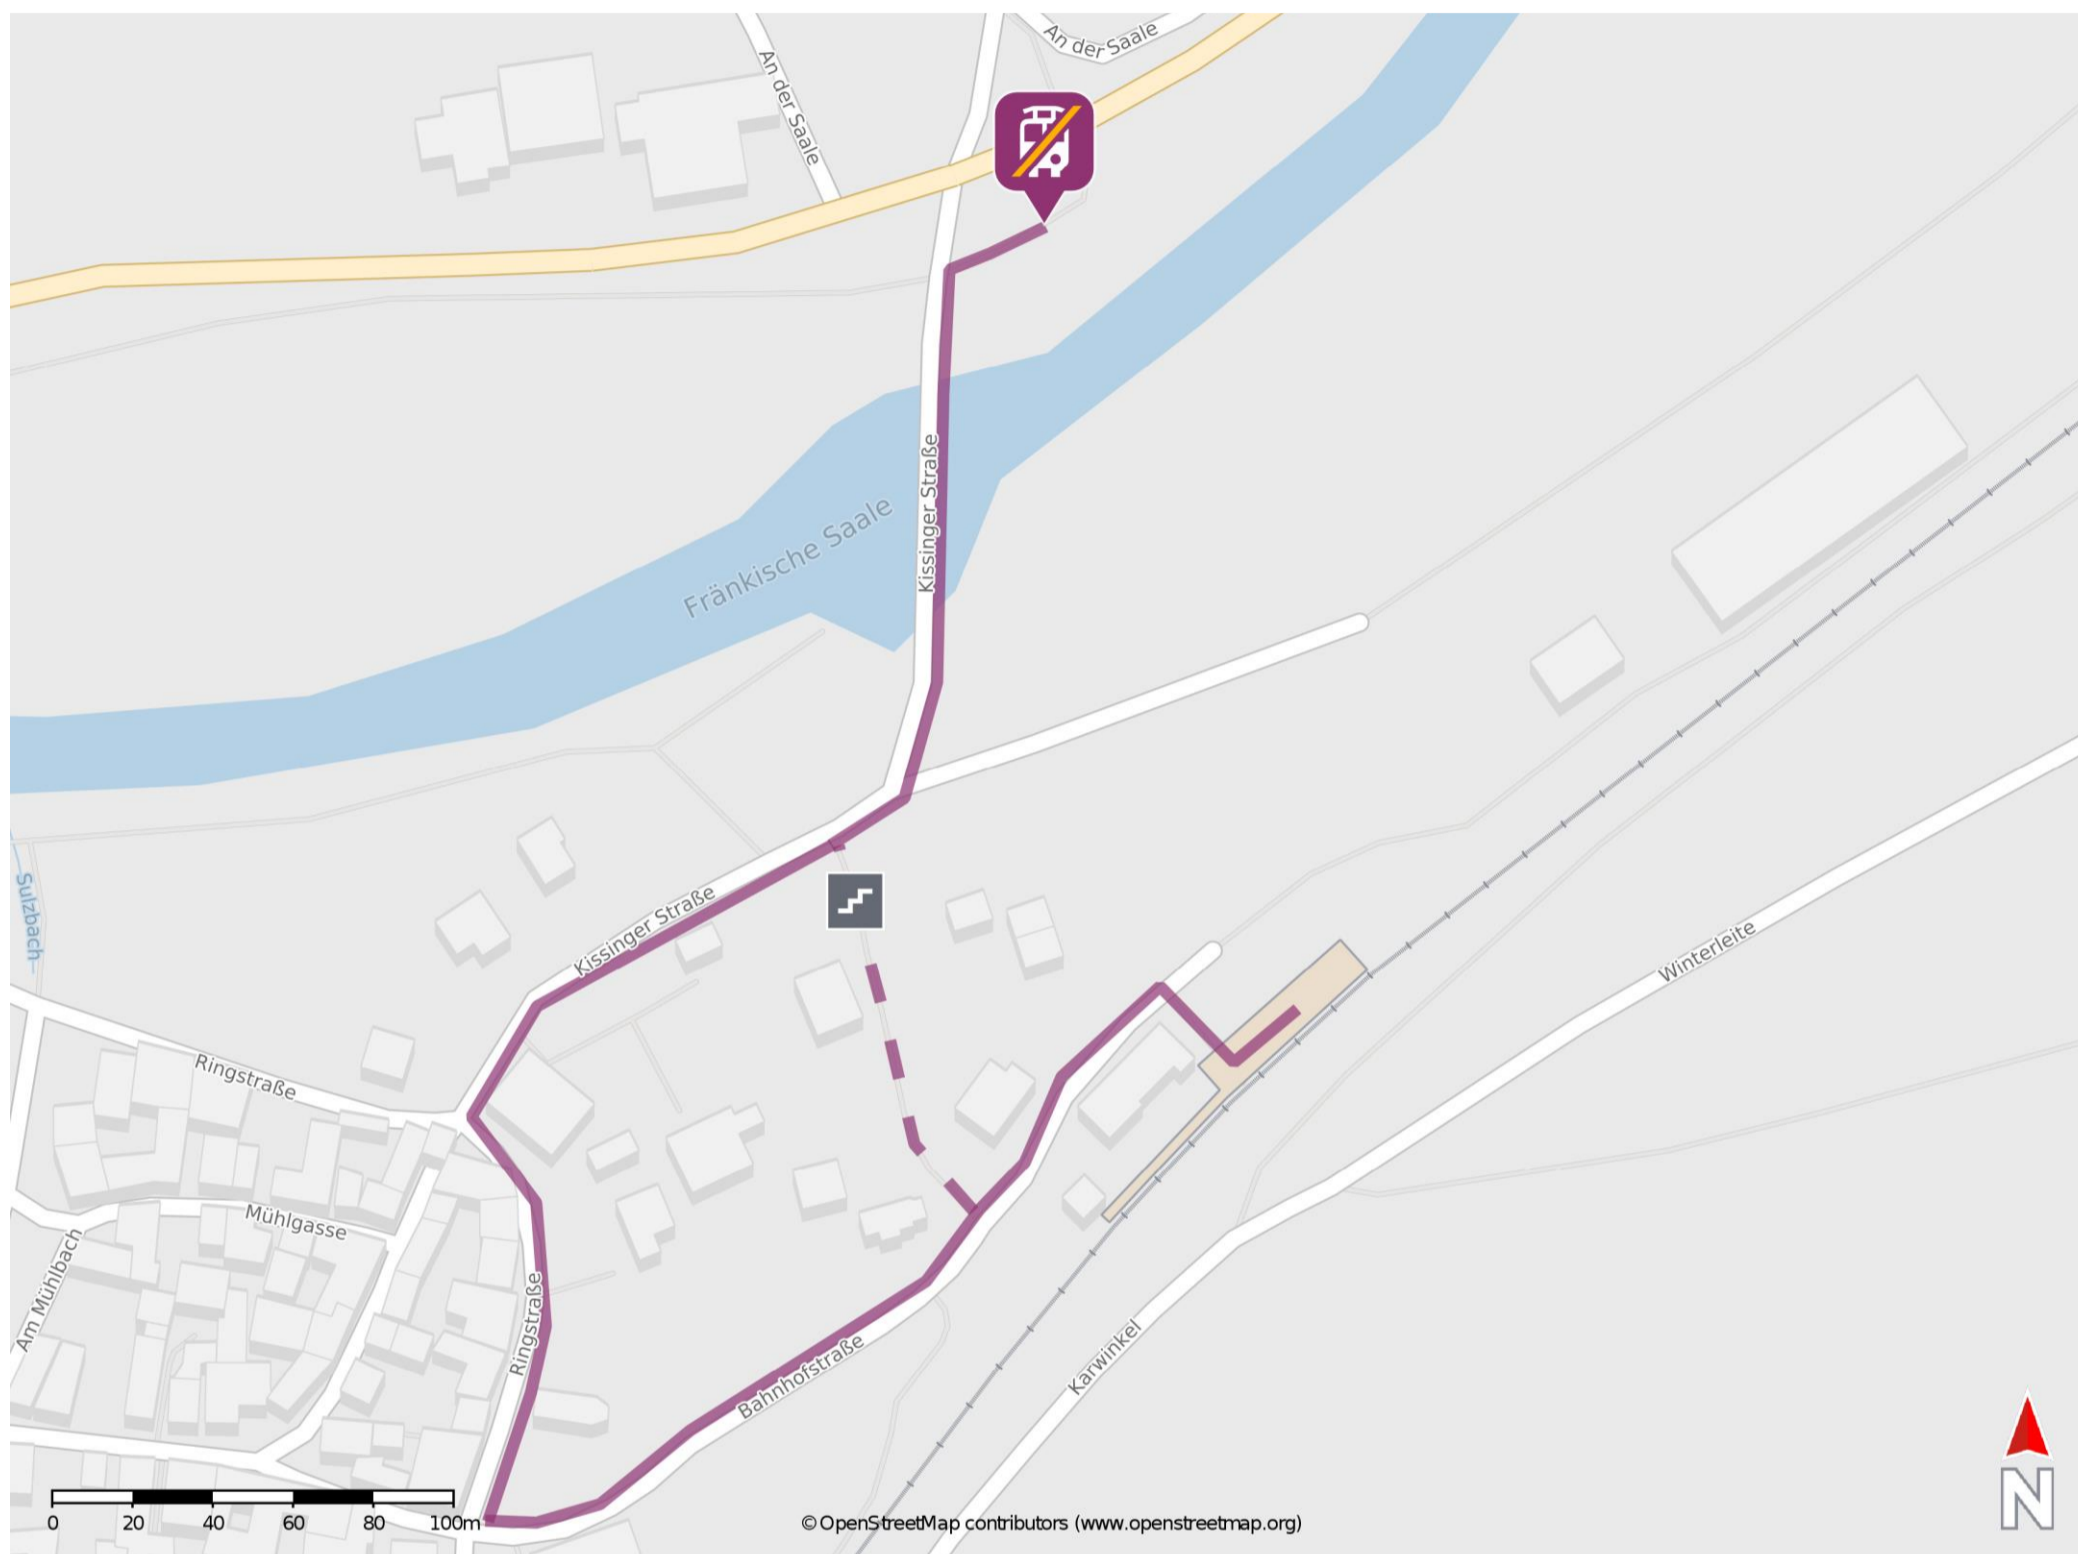 An der Saale
An der Saale
Kissinger Straße
Fränkische Saale
Sulzbach
Kissinger Straße
Winterleite
Ringstraße
Mühlgasse
Am Mühlbach
Ringstraße
Bahnhofstraße
Karwinkel
N
0 20 40 60 80 100m
© OpenStreetMap contributors (www.openstreetmap.org)